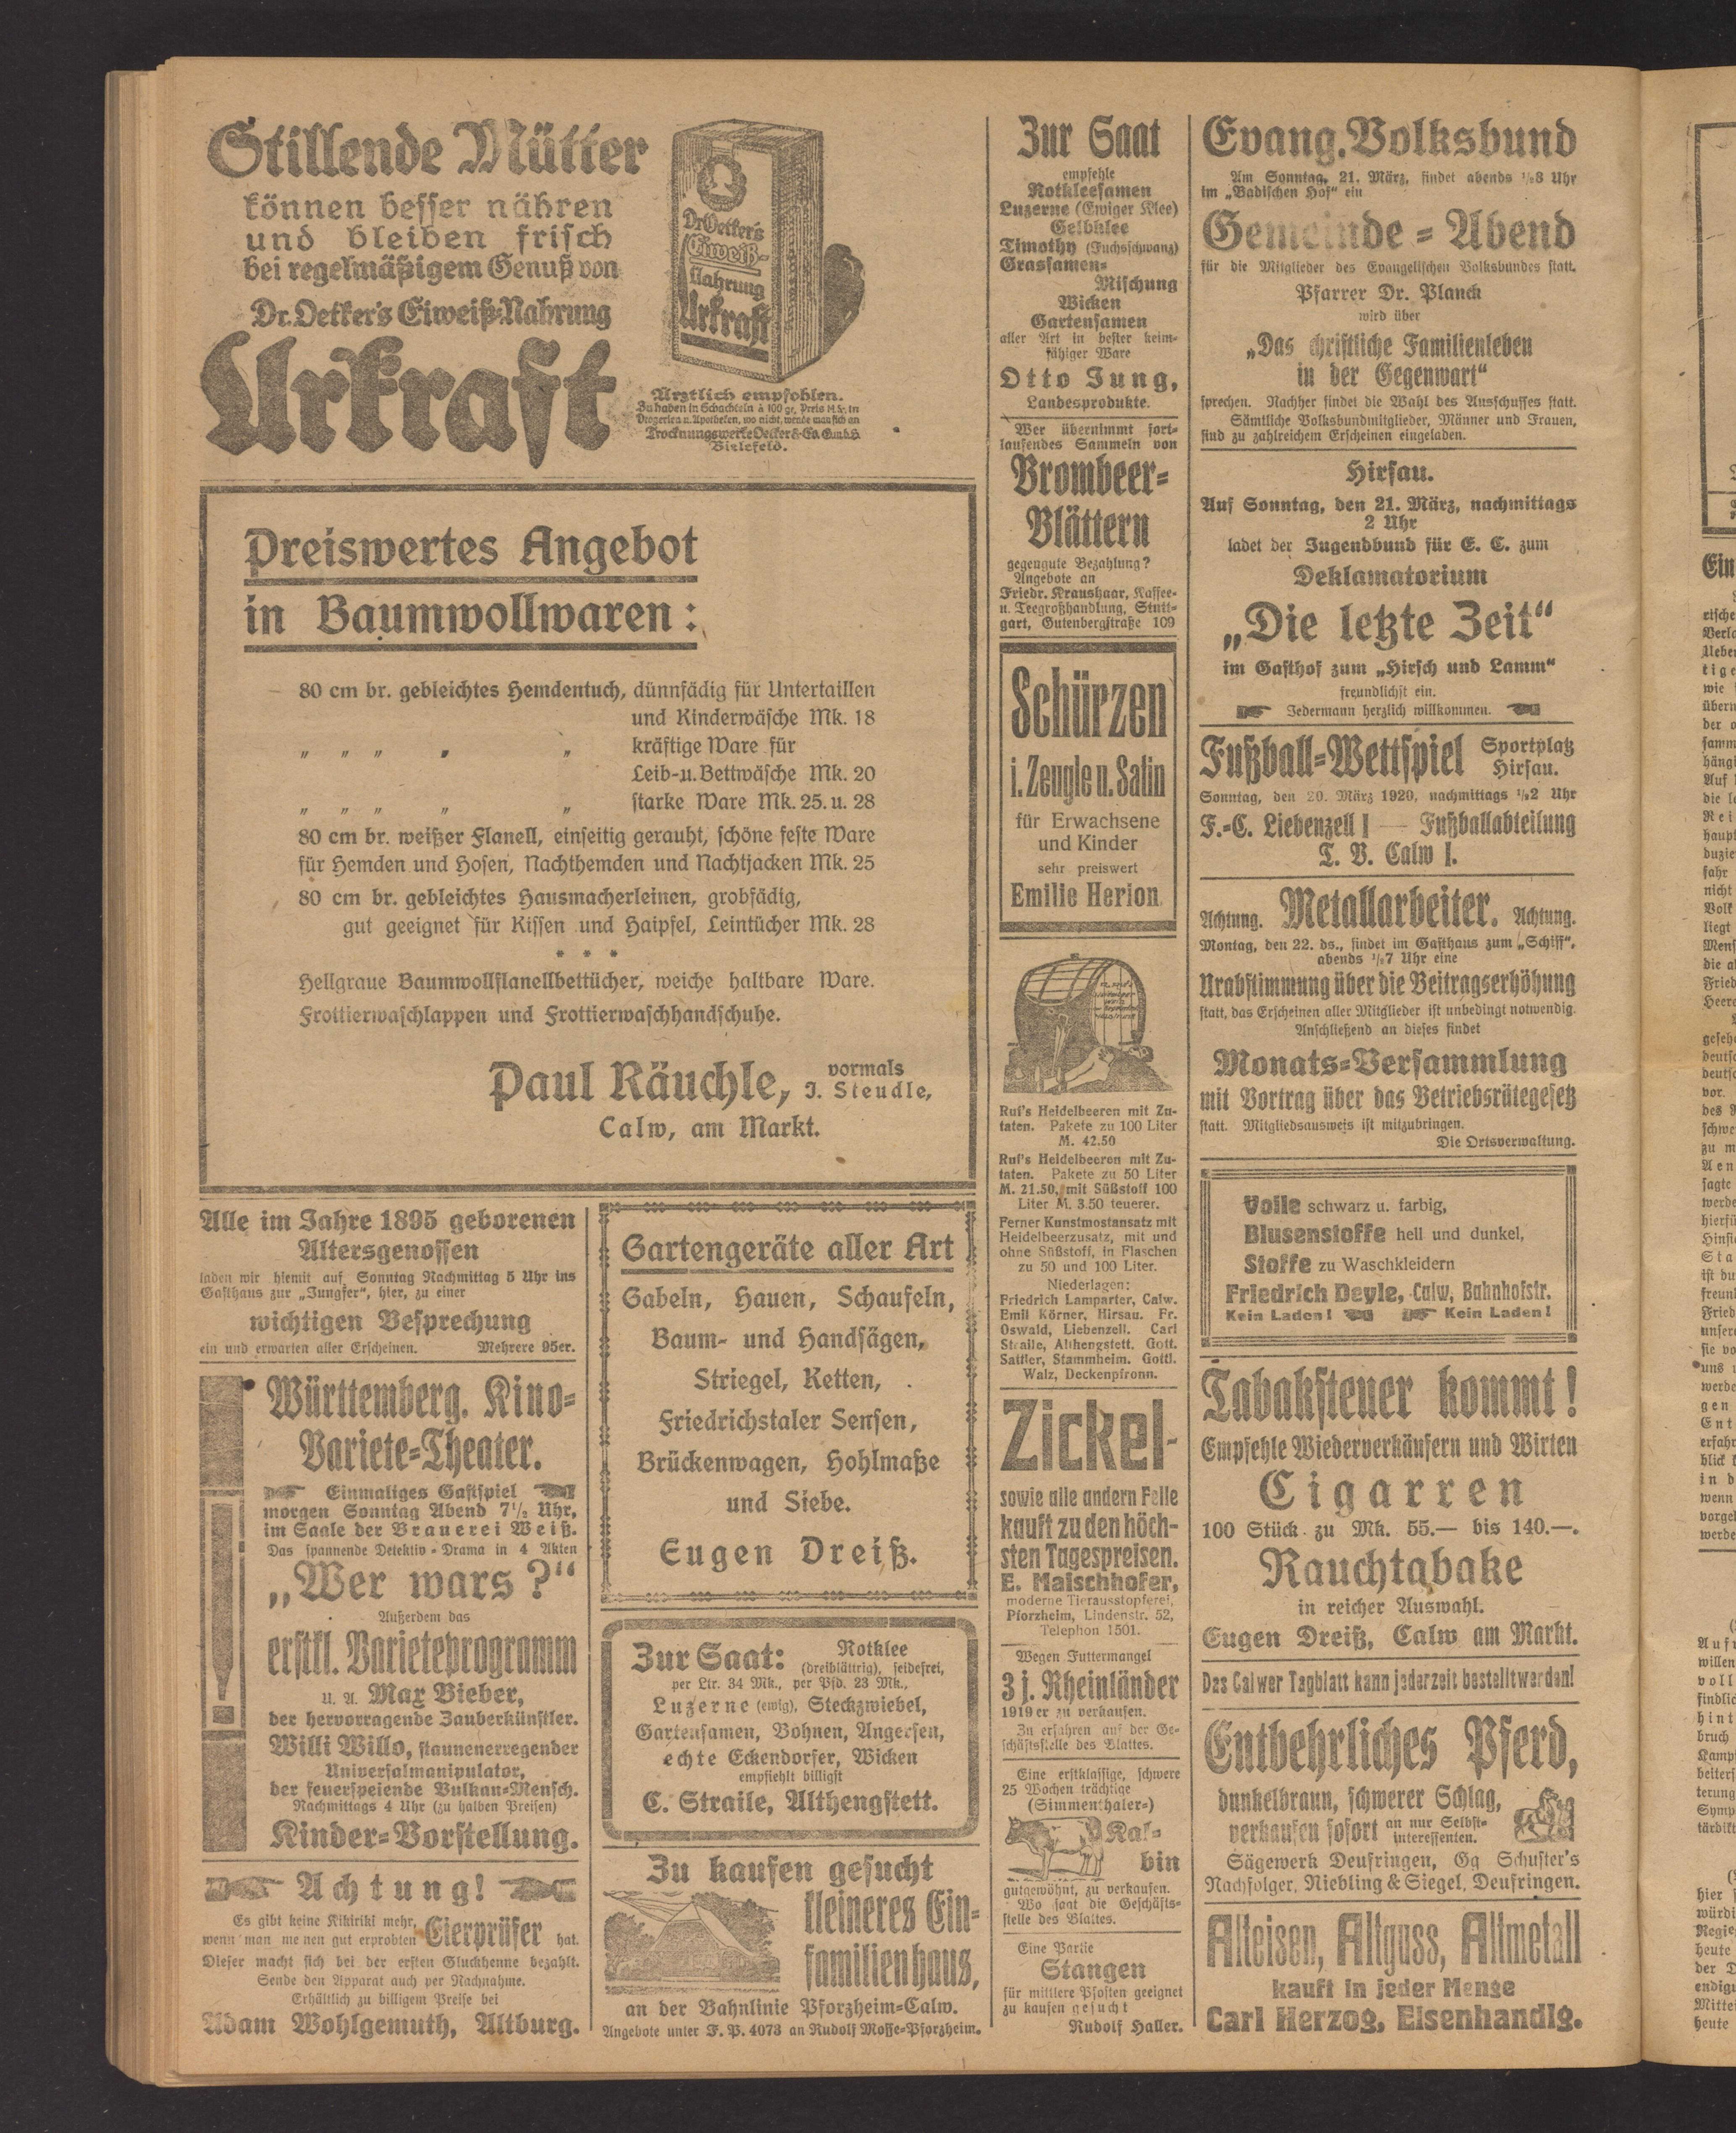 Stillende Mütter
können besser nähren
und bleiben frisch
bei regelmäßigem Genuß von
Dr. Oetker's Eiweiß-Nahrung
Urkraft
Dr. Oetker's
Eiweiß-
Nahrung
Urkraft
Ärztlich empfohlen.
Zu haben in Schachteln à 100 gr, Preis M. 5.- in
Drogerien u. Apotheken, wo nicht, wende man sich an
Trocknungswerke Oetker & Co. G.m.b.H.
Bielefeld.
Preiswertes Angebot
in Baumwollwaren:
80 cm br. gebleichtes Hemdentuch, dünnfädig für Untertaillen
und Kinderwäsche Mk. 18
„ „ „ „ „ kräftige Ware für
Leib- u. Bettwäsche Mk. 20
„ „ „ „ „ starke Ware Mk. 25. u. 28
80 cm br. weißer Flanell, einseitig gerauht, schöne feste Ware
für Hemden und Hosen, Nachthemden und Nachtjacken Mk. 25
80 cm br. gebleichtes Hausmacherleinen, grobfädig,
gut geeignet für Kissen und Haipfel, Leintücher Mk. 28
* * *
Hellgraue Baumwollflanellbettücher, weiche haltbare Ware.
Frottierwaschlappen und Frottierwaschhandschuhe.
Paul Räuchle, vormals
J. Steudle,
Calw, am Markt.
Alle im Jahre 1895 geborenen
Altersgenossen
laden wir hiemit auf Sonntag Nachmittag 5 Uhr ins
Gasthaus zur „Jungfer", hier, zu einer
wichtigen Besprechung
ein und erwarten aller Erscheinen. Mehrere 95er.
Württemberg. Kino-
Variete-Theater.
Einmaliges Gastspiel
morgen Sonntag Abend 7½ Uhr,
im Saale der Brauerei Weiß.
Das spannende Detektiv-Drama in 4 Akten
„Wer wars?"
Außerdem das
erstkl. Varieteprogramm
u. A. Max Bieber,
der hervorragende Zauberkünstler.
Willi Willo, staunenerregender
Universalmanipulator,
der feuerspeiende Vulkan-Mensch.
Nachmittags 4 Uhr (zu halben Preisen)
Kinder-Vorstellung.
Achtung!
Es gibt keine Kikiriki mehr,
wenn man meinen gut erprobten Eierprüfer hat.
Dieser macht sich bei der ersten Gluckhenne bezahlt.
Sende den Apparat auch per Nachnahme.
Erhältlich zu billigem Preise bei
Adam Wohlgemuth, Altburg.
Gartengeräte aller Art
Gabeln, Hauen, Schaufeln,
Baum- und Handsägen,
Striegel, Ketten,
Friedrichstaler Sensen,
Brückenwagen, Hohlmaße
und Siebe.
Eugen Dreiß.
Zur Saat: Rotklee
(dreiblättrig), seidefrei,
per Ltr. 34 Mk., per Pfd. 23 Mk.,
Luzerne (ewig), Steckzwiebel,
Gartensamen, Bohnen, Angersen,
echte Eckendorfer, Wicken
empfiehlt billigst
C. Straile, Althengstett.
Zu kaufen gesucht
kleineres Ein-
familienhaus,
an der Bahnlinie Pforzheim-Calw.
Angebote unter F. P. 4073 an Rudolf Mosse-Pforzheim.
Zur Saat
empfehle
Rotkleesamen
Luzerne (Ewiger Klee)
Gelbklee
Timothy (Fuchsschwanz)
Grassamen-
Mischung
Wicken
Gartensamen
aller Art in bester keim-
fähiger Ware
Otto Jung,
Landesprodukte.
Wer übernimmt fort-
laufendes Sammeln von
Brombeer-
Blättern
gegen gute Bezahlung?
Angebote an
Friedr. Kraushaar, Kaffee-
u. Teegroßhandlung, Stutt-
gart, Gutenbergstraße 109
Schürzen
i. Zeugle u. Satin
für Erwachsene
und Kinder
sehr preiswert
Emilie Herion
Ruf's Heidelbeeren mit Zu-
taten. Pakete zu 100 Liter
M. 42.50
Ruf's Heidelbeeren mit Zu-
taten. Pakete zu 50 Liter
M. 21.50, mit Süßstoff 100
Liter M. 3.50 teuerer.
Ferner Kunstmostansatz mit
Heidelbeerzusatz, mit und
ohne Süßstoff, in Flaschen
zu 50 und 100 Liter.
Niederlagen:
Friedrich Lamparter, Calw.
Emil Körner, Hirsau. Fr.
Oswald, Liebenzell. Carl
Straile, Althengstett. Gott.
Sattler, Stammheim. Gottl.
Walz, Deckenpfronn.
Zickel-
sowie alle andern Felle
kauft zu den höch-
sten Tagespreisen.
E. Maischhofer,
moderne Tierausstopferei,
Pforzheim, Lindenstr. 52,
Telephon 1501.
Wegen Futtermangel
3 j. Rheinländer
1919er zu verkaufen.
Zu erfahren auf der Ge-
schäftsstelle des Blattes.
Eine erstklassige, schwere
25 Wochen trächtige
(Simmenthaler-)
Kal-
bin
gutgewöhnt, zu verkaufen.
Wo sagt die Geschäfts-
stelle des Blattes.
Eine Partie
Stangen
für mittlere Pfosten geeignet
zu kaufen gesucht
Rudolf Haller.
Evang. Volksbund
Am Sonntag, 21. März, findet abends ½8 Uhr
im „Badischen Hof" ein
Gemeinde-Abend
für die Mitglieder des Evangelischen Volksbundes statt.
Pfarrer Dr. Planck
wird über
„Das christliche Familienleben
in der Gegenwart"
sprechen. Nachher findet die Wahl des Ausschusses statt.
Sämtliche Volksbundmitglieder, Männer und Frauen,
sind zu zahlreichem Erscheinen eingeladen.
Hirsau.
Auf Sonntag, den 21. März, nachmittags
2 Uhr
ladet der Jugendbund für E. C. zum
Deklamatorium
„Die letzte Zeit"
im Gasthof zum „Hirsch und Lamm"
freundlichst ein.
Jedermann herzlich willkommen.
Fußball-Wettspiel Sportplatz
Hirsau.
Sonntag, den 20. März 1920, nachmittags ½2 Uhr
F.-C. Liebenzell I — Fußballabteilung
T. V. Calw I.
Achtung. Metallarbeiter. Achtung.
Montag, den 22. ds., findet im Gasthaus zum „Schiff",
abends ½7 Uhr eine
Urabstimmung über die Beitragserhöhung
statt, das Erscheinen aller Mitglieder ist unbedingt notwendig.
Anschließend an dieses findet
Monats-Versammlung
mit Vortrag über das Betriebsrätegesetz
statt. Mitgliedsausweis ist mitzubringen.
Die Ortsverwaltung.
Voile schwarz u. farbig,
Blusenstoffe hell und dunkel,
Stoffe zu Waschkleidern
Friedrich Deyle, Calw, Bahnhofstr.
Kein Laden! Kein Laden!
Tabaksteuer kommt!
Empfehle Wiederverkäufern und Wirten
Cigarren
100 Stück zu Mk. 55.— bis 140.—.
Rauchtabake
in reicher Auswahl.
Eugen Dreiß, Calw am Markt.
Das Calwer Tagblatt kann jederzeit bestellt werden!
Entbehrliches Pferd,
dunkelbraun, schwerer Schlag,
verkaufen sofort an nur Selbst-
interessenten.
Sägewerk Deufringen, Gg Schuster's
Nachfolger, Niebling & Siegel, Deufringen.
Alteisen, Altguss, Altmetall
kauft in jeder Menge
Carl Herzog, Eisenhandlg.